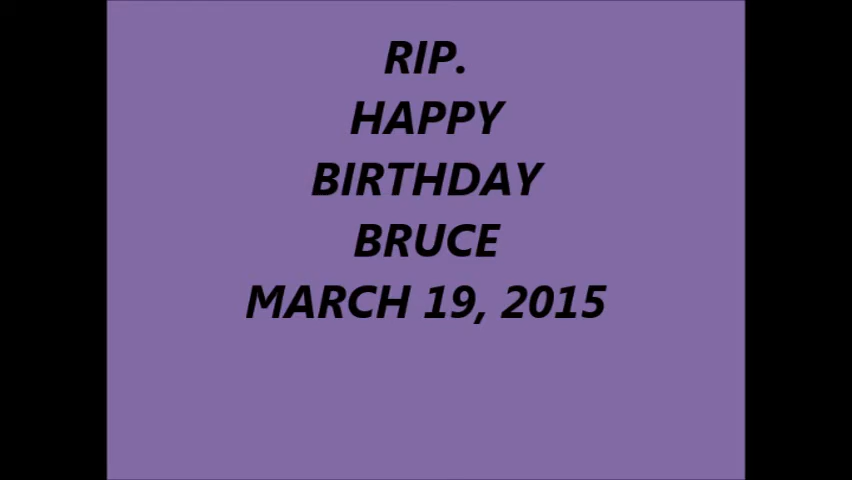 RIP.
HAPPY
BIRTHDAY
BRUCE
MARCH 19, 2015